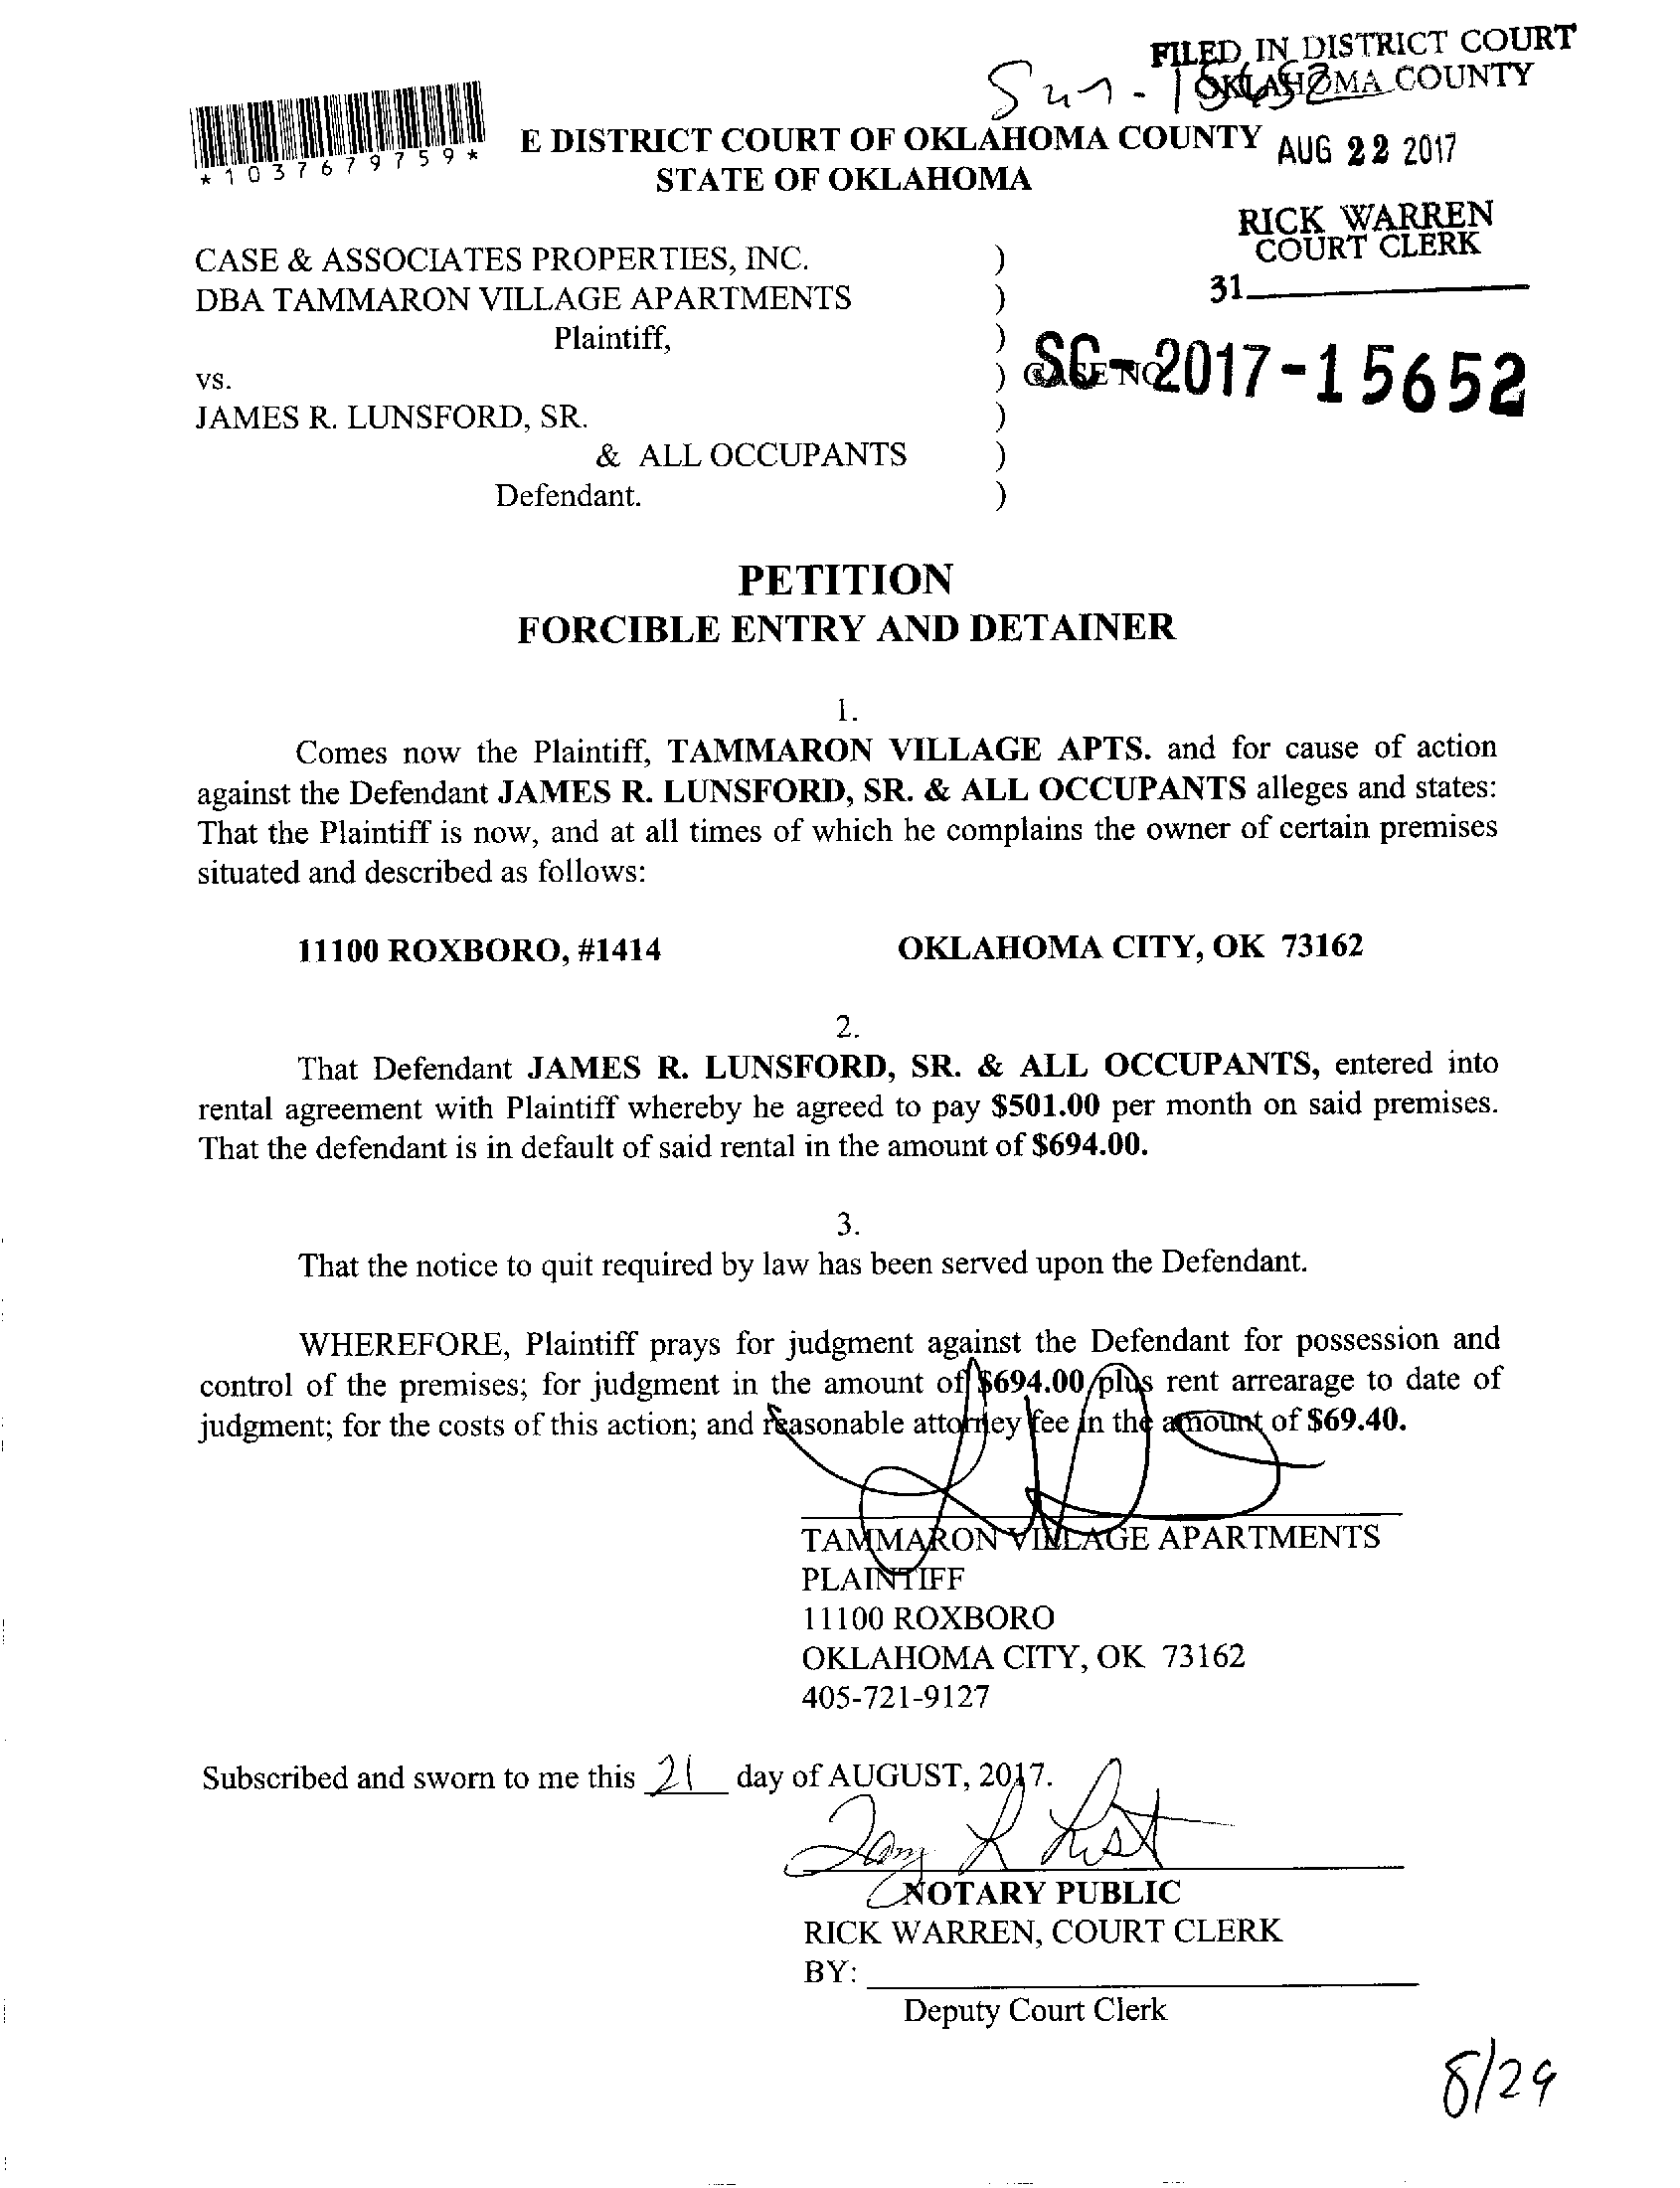 FILED IN DISTRICT COURT
OKLAHOMA COUNTY
*1037679759*
E DISTRICT COURT OF OKLAHOMA COUNTY
AUG 22 2017
STATE OF OKLAHOMA
RICK WARREN
COURT CLERK
31
CASE & ASSOCIATES PROPERTIES, INC. )
DBA TAMMARON VILLAGE APARTMENTS )
Plaintiff, )
vs. ) CASE NO
SC-2017-15652
JAMES R. LUNSFORD, SR. )
& ALL OCCUPANTS )
Defendant. )
PETITION
FORCIBLE ENTRY AND DETAINER
1.
Comes now the Plaintiff, TAMMARON VILLAGE APTS. and for cause of action
against the Defendant JAMES R. LUNSFORD, SR. & ALL OCCUPANTS alleges and states:
That the Plaintiff is now, and at all times of which he complains the owner of certain premises
situated and described as follows:
11100 ROXBORO, #1414 OKLAHOMA CITY, OK 73162
2.
That Defendant JAMES R. LUNSFORD, SR. & ALL OCCUPANTS, entered into
rental agreement with Plaintiff whereby he agreed to pay $501.00 per month on said premises.
That the defendant is in default of said rental in the amount of $694.00.
3.
That the notice to quit required by law has been served upon the Defendant.
WHEREFORE, Plaintiff prays for judgment against the Defendant for possession and
control of the premises; for judgment in the amount of $694.00 plus rent arrearage to date of
judgment; for the costs of this action; and reasonable attorney fee in the amount of $69.40.
TAMMARON VILLAGE APARTMENTS
PLAINTIFF
11100 ROXBORO
OKLAHOMA CITY, OK 73162
405-721-9127
Subscribed and sworn to me this 21 day of AUGUST, 2017.
NOTARY PUBLIC
RICK WARREN, COURT CLERK
BY:
Deputy Court Clerk
8/29